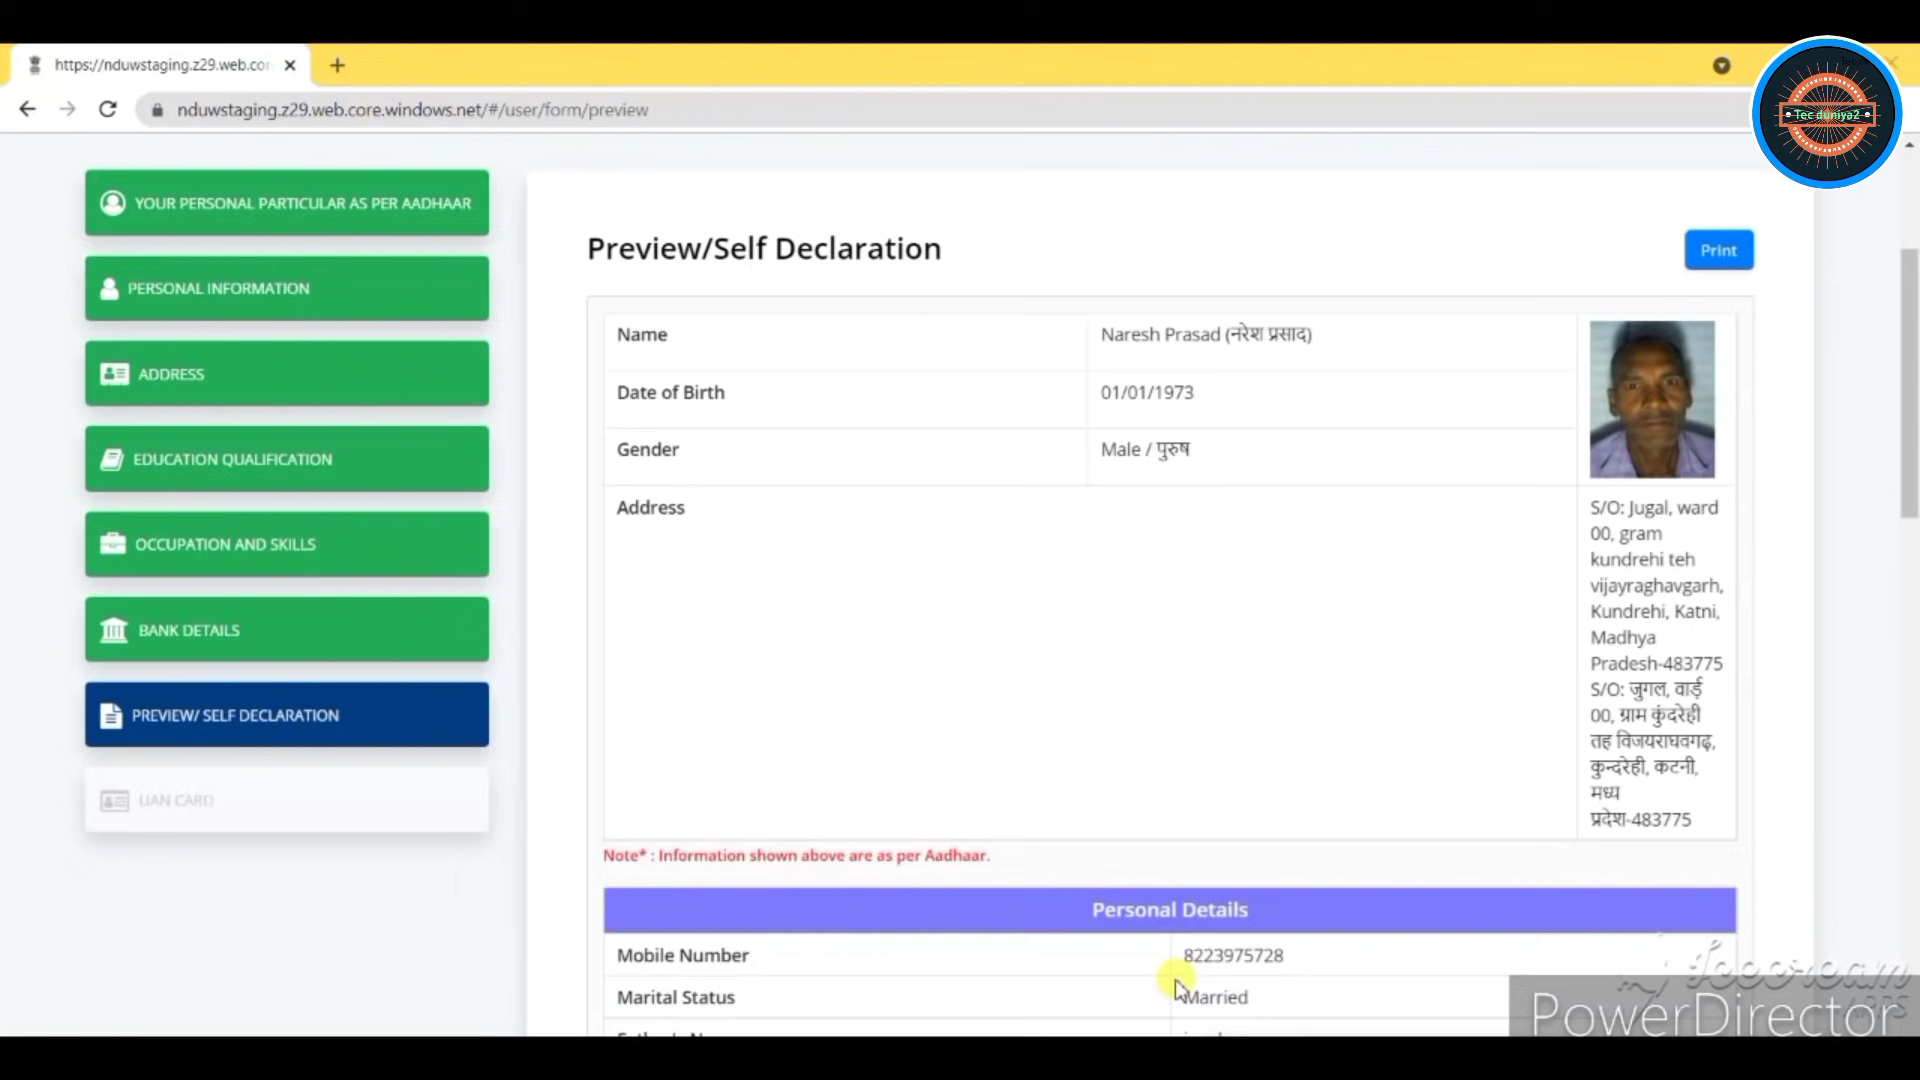 https://nduwstaging.z29.web.cor
nduwstaging.z29.web.core.windows.net/#/user/form/preview
Tec duniya2
YOUR PERSONAL PARTICULAR AS PER AADHAAR
PERSONAL INFORMATION
ADDRESS
EDUCATION QUALIFICATION
OCCUPATION AND SKILLS
BANK DETAILS
PREVIEW/ SELF DECLARATION
UAN CARD
Preview/Self Declaration
Print
Name Naresh Prasad (नरेश प्रसाद)
Date of Birth 01/01/1973
Gender Male / पुरुष
Address
S/O: Jugal, ward
00, gram
kundrehi teh
vijayraghavgarh,
Kundrehi, Katni,
Madhya
Pradesh-483775
S/O: जुगल, वार्ड
00, ग्राम कुंदरेही
तह विजयराघवगढ़,
कुन्दरेही, कटनी,
मध्य
प्रदेश-483775
Note* : Information shown above are as per Aadhaar.
Personal Details
Mobile Number 8223975728
Marital Status Married
PowerDirector